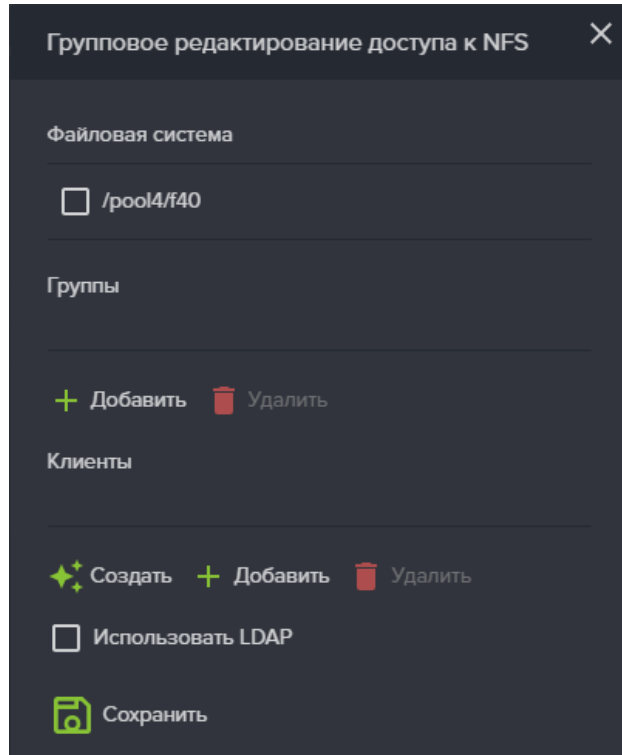 Групповое редактирование доступа к NFS
Файловая система
/pool4/f40
Группы
Добавить Удалить
Клиенты
Создать Добавить Удалить
Использовать LDAP
Сохранить